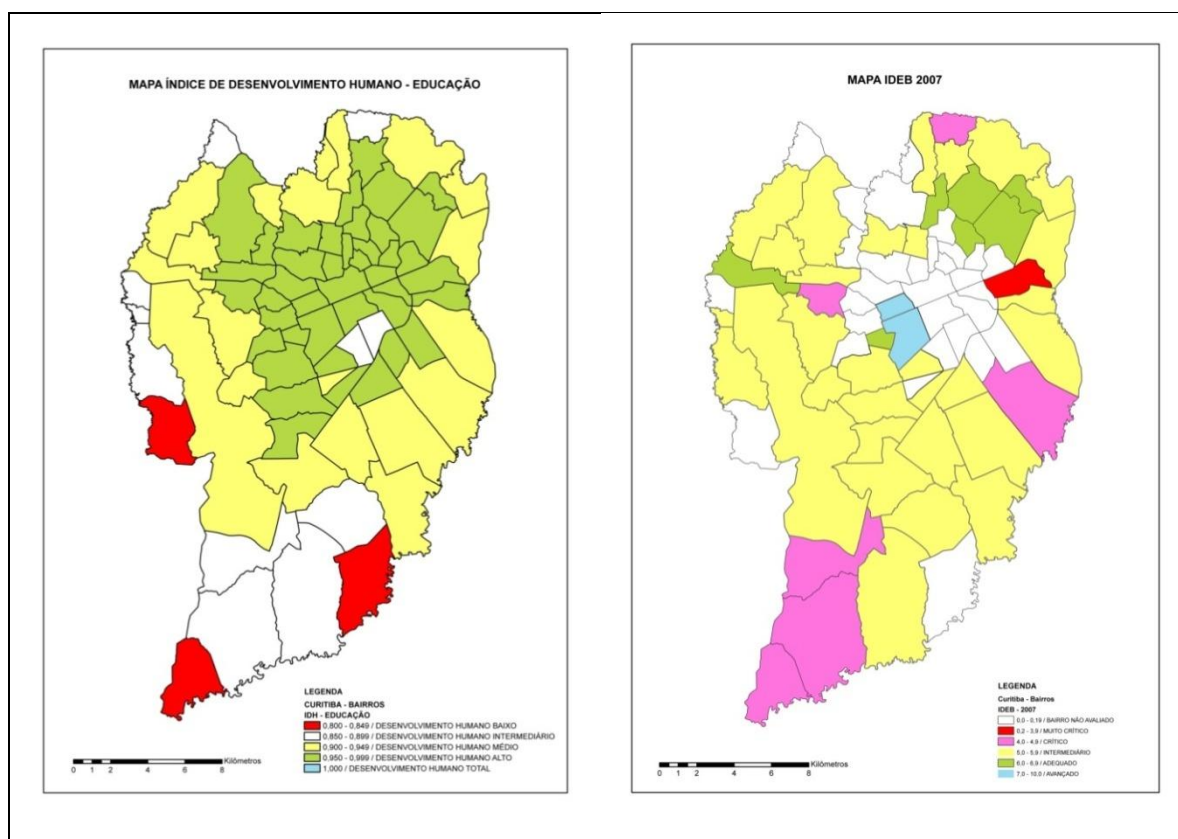 MAPA ÍNDICE DE DESENVOLVIMENTO HUMANO - EDUCAÇÃO
LEGENDA
CURITIBA - BAIRROS
IDH - EDUCAÇÃO
0,800 - 0,849 / DESENVOLVIMENTO HUMANO BAIXO
0,850 - 0,899 / DESENVOLVIMENTO HUMANO INTERMEDIÁRIO
0,900 - 0,949 / DESENVOLVIMENTO HUMANO MÉDIO
0,950 - 0,999 / DESENVOLVIMENTO HUMANO ALTO
1,000 / DESENVOLVIMENTO HUMANO TOTAL
0 1 2 4 6 8 Kilômetros
MAPA IDEB 2007
LEGENDA
Curitiba - Bairros
IDEB - 2007
0,0 - 0,19 / BAIRRO NÃO AVALIADO
0,2 - 3,9 / MUITO CRÍTICO
4,0 - 4,9 / CRÍTICO
5,0 - 5,9 / INTERMEDIÁRIO
6,0 - 6,9 / ADEQUADO
7,0 - 10,0 / AVANÇADO
0 1 2 4 6 8 Kilômetros